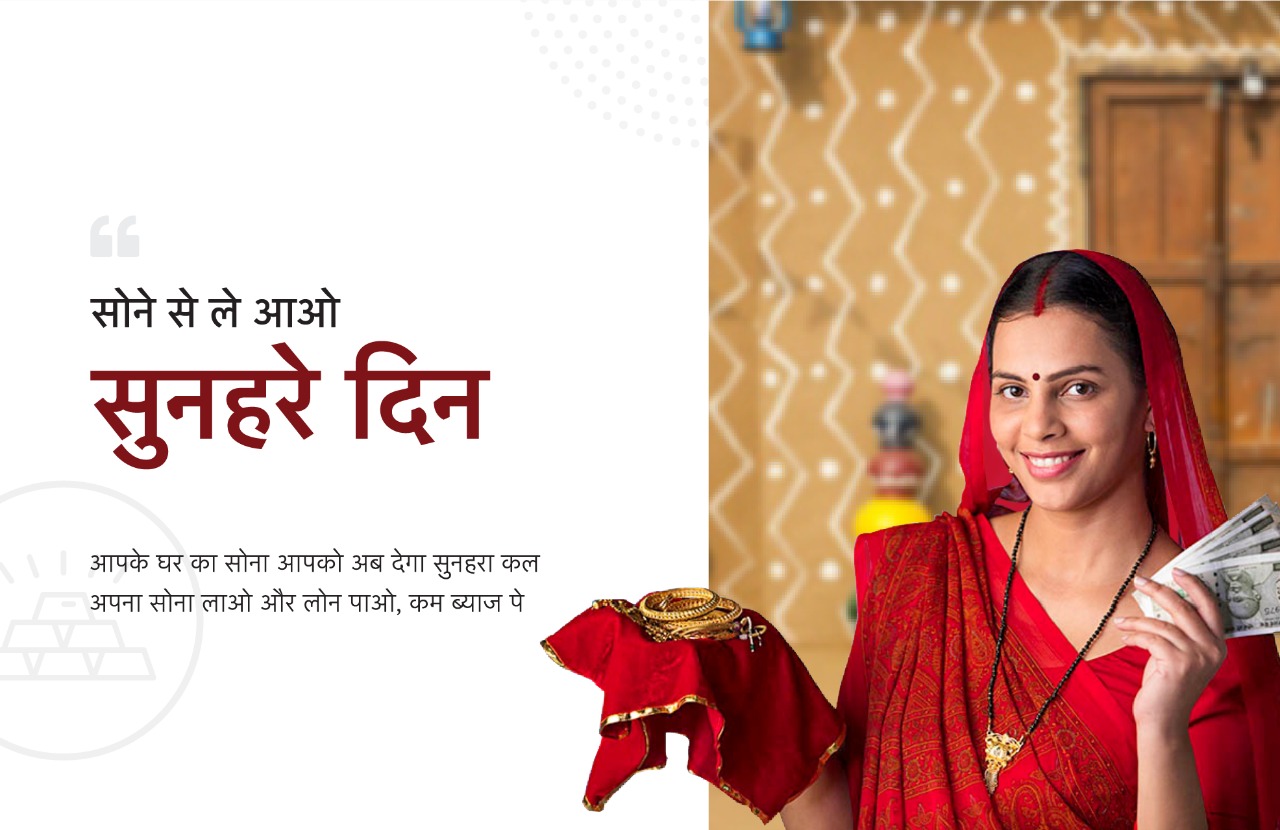 सोने से ले आओ
सुनहरे दिन
आपके घर का सोना आपको अब देगा सुनहरा कल
अपना सोना लाओ और लोन पाओ, कम ब्याज पे